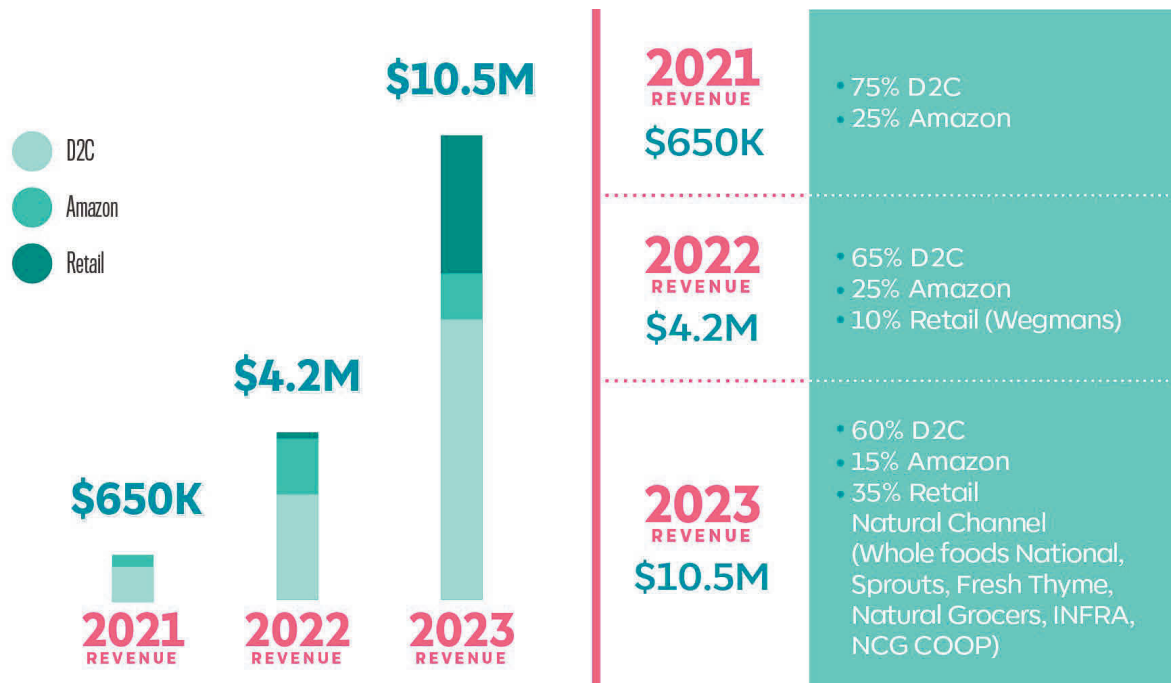 D2C
Amazon
Retail
$650K
2021
REVENUE
$4.2M
2022
REVENUE
$10.5M
2023
REVENUE
2021
REVENUE
$650K
• 75% D2C
• 25% Amazon
2022
REVENUE
$4.2M
• 65% D2C
• 25% Amazon
• 10% Retail (Wegmans)
2023
REVENUE
$10.5M
• 60% D2C
• 15% Amazon
• 35% Retail
Natural Channel
(Whole foods National,
Sprouts, Fresh Thyme,
Natural Grocers, INFRA,
NCG COOP)